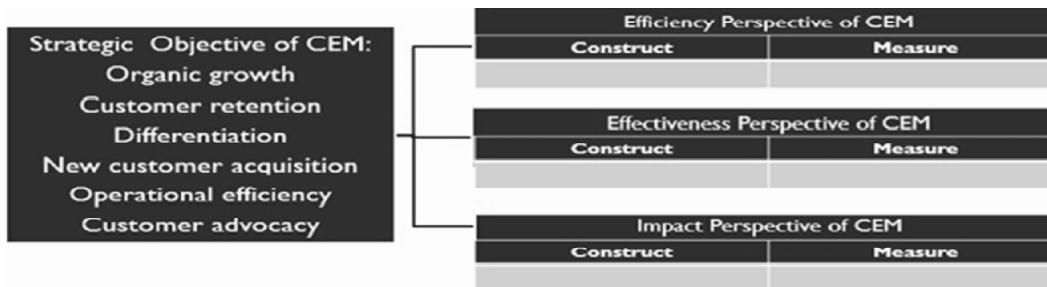 Strategic Objective of CEM:
Organic growth
Customer retention
Differentiation
New customer acquisition
Operational efficiency
Customer advocacy
Efficiency Perspective of CEM
Construct Measure
Effectiveness Perspective of CEM
Construct Measure
Impact Perspective of CEM
Construct Measure